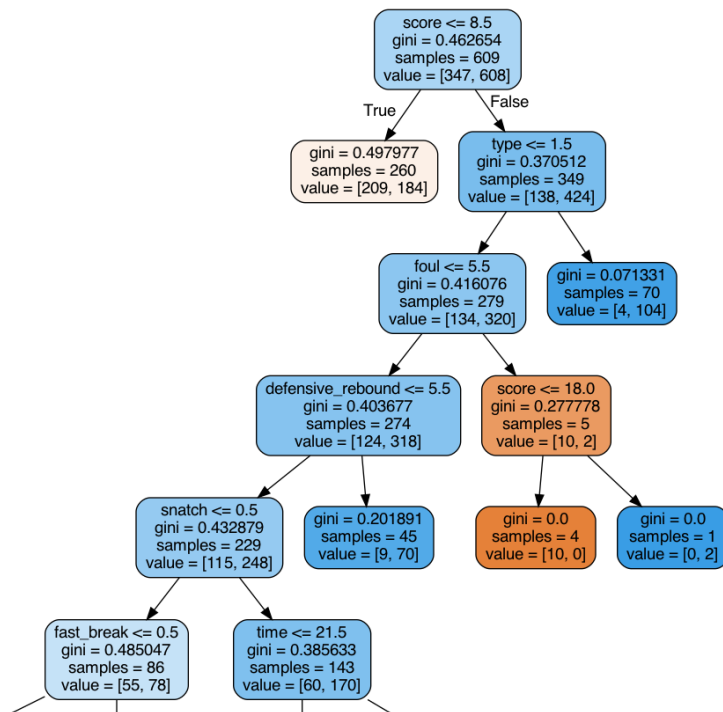 score <= 8.5
gini = 0.462654
samples = 609
value = [347, 608]
True
False
gini = 0.497977
samples = 260
value = [209, 184]
type <= 1.5
gini = 0.370512
samples = 349
value = [138, 424]
foul <= 5.5
gini = 0.416076
samples = 279
value = [134, 320]
gini = 0.071331
samples = 70
value = [4, 104]
defensive_rebound <= 5.5
gini = 0.403677
samples = 274
value = [124, 318]
score <= 18.0
gini = 0.277778
samples = 5
value = [10, 2]
snatch <= 0.5
gini = 0.432879
samples = 229
value = [115, 248]
gini = 0.201891
samples = 45
value = [9, 70]
gini = 0.0
samples = 4
value = [10, 0]
gini = 0.0
samples = 1
value = [0, 2]
fast_break <= 0.5
gini = 0.485047
samples = 86
value = [55, 78]
time <= 21.5
gini = 0.385633
samples = 143
value = [60, 170]